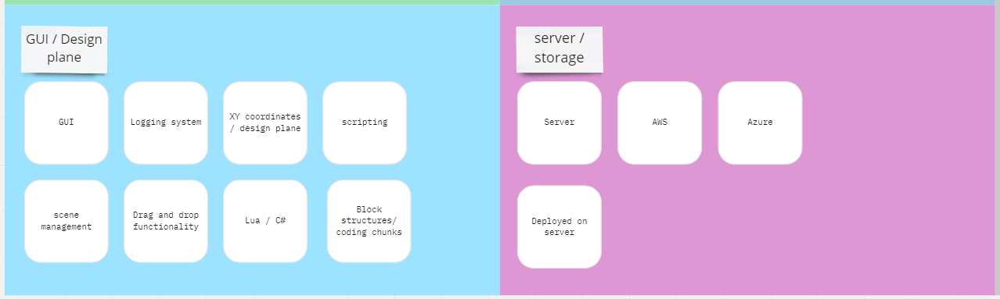 GUI / Design
plane
GUI
Logging system
XY coordinates
/ design plane
scripting
scene
management
Drag and drop
functionality
Lua / C#
Block
structures/
coding chunks
server /
storage
Server
AWS
Azure
Deployed on
server